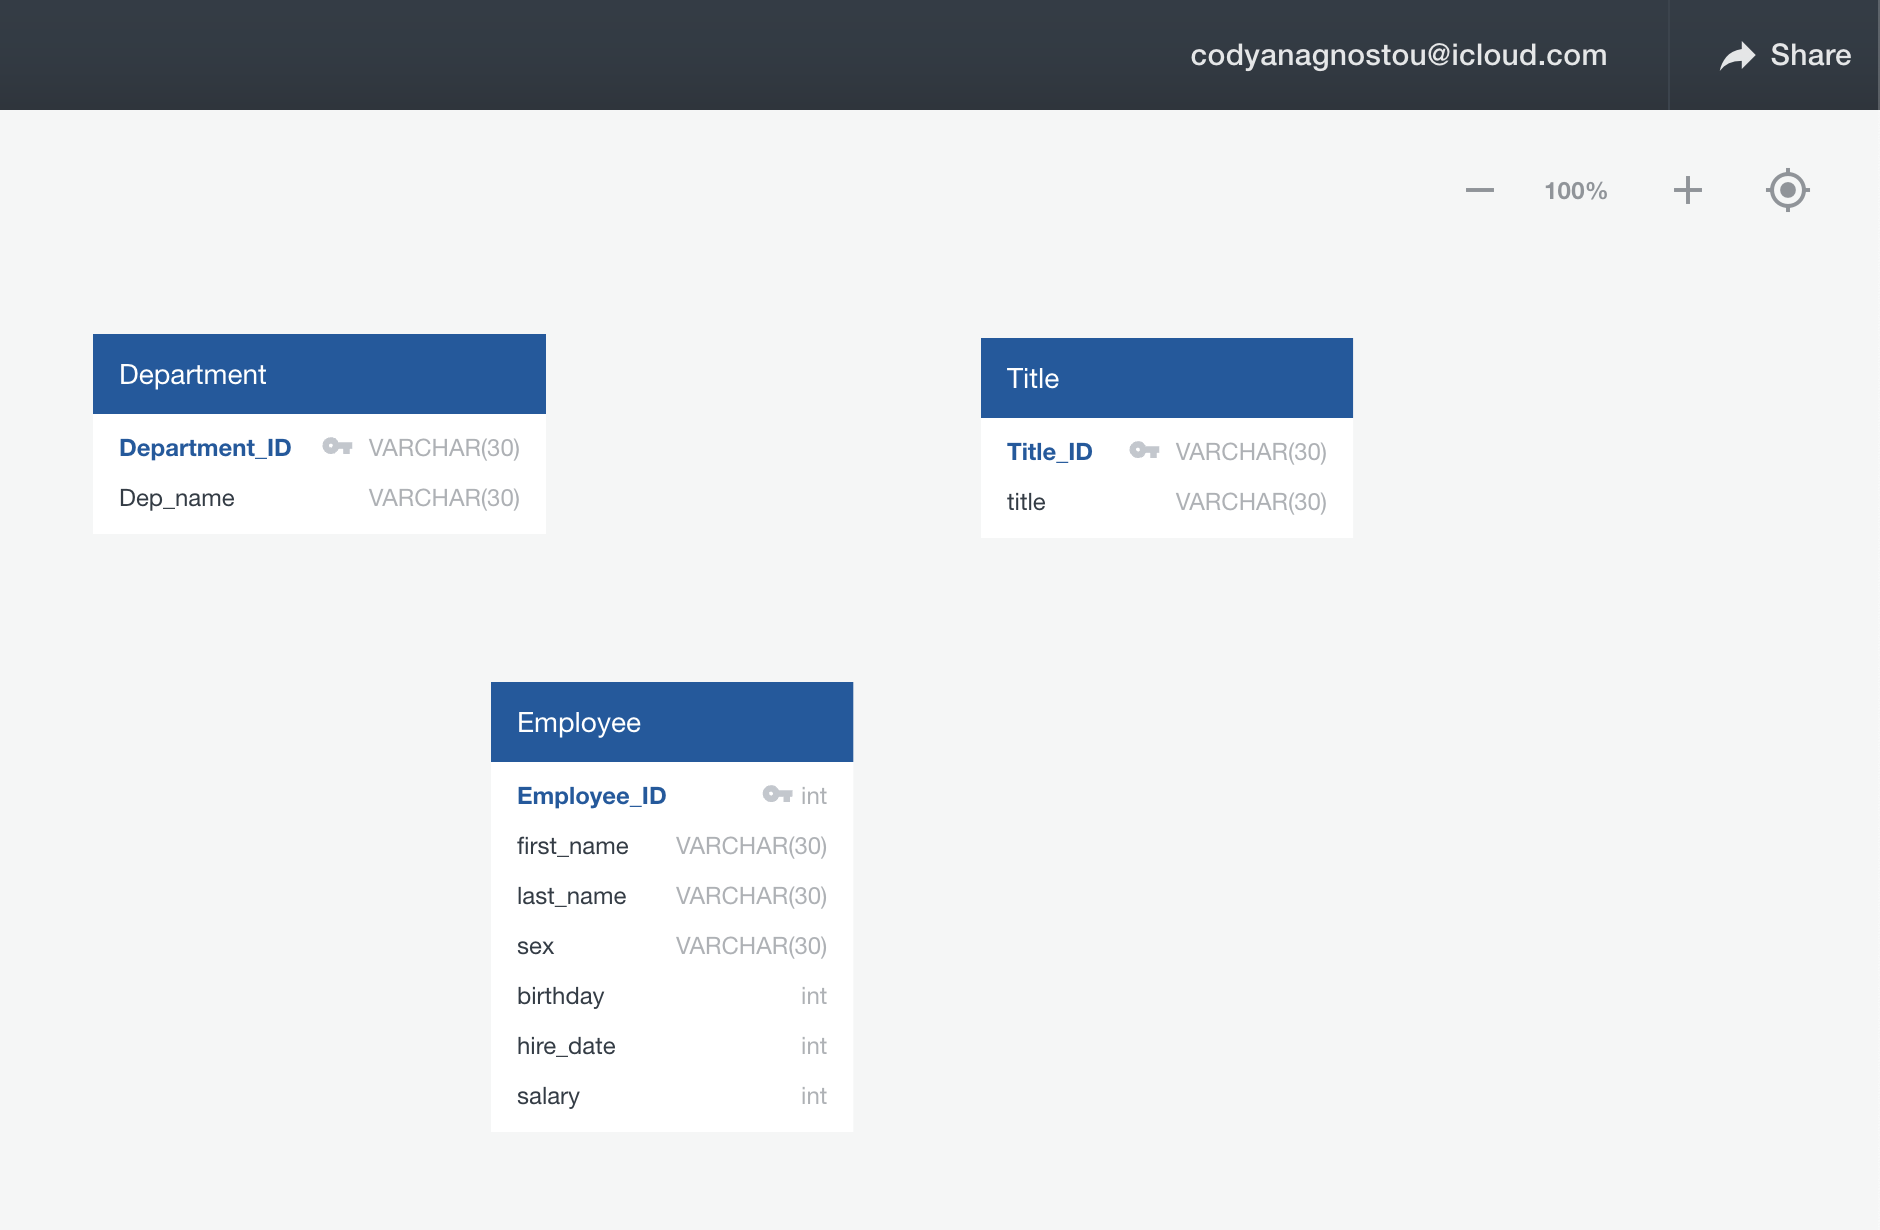 codyanagnostou@icloud.com Share
100%
Department
Department_ID VARCHAR(30)
Dep_name VARCHAR(30)
Title
Title_ID VARCHAR(30)
title VARCHAR(30)
Employee
Employee_ID int
first_name VARCHAR(30)
last_name VARCHAR(30)
sex VARCHAR(30)
birthday int
hire_date int
salary int